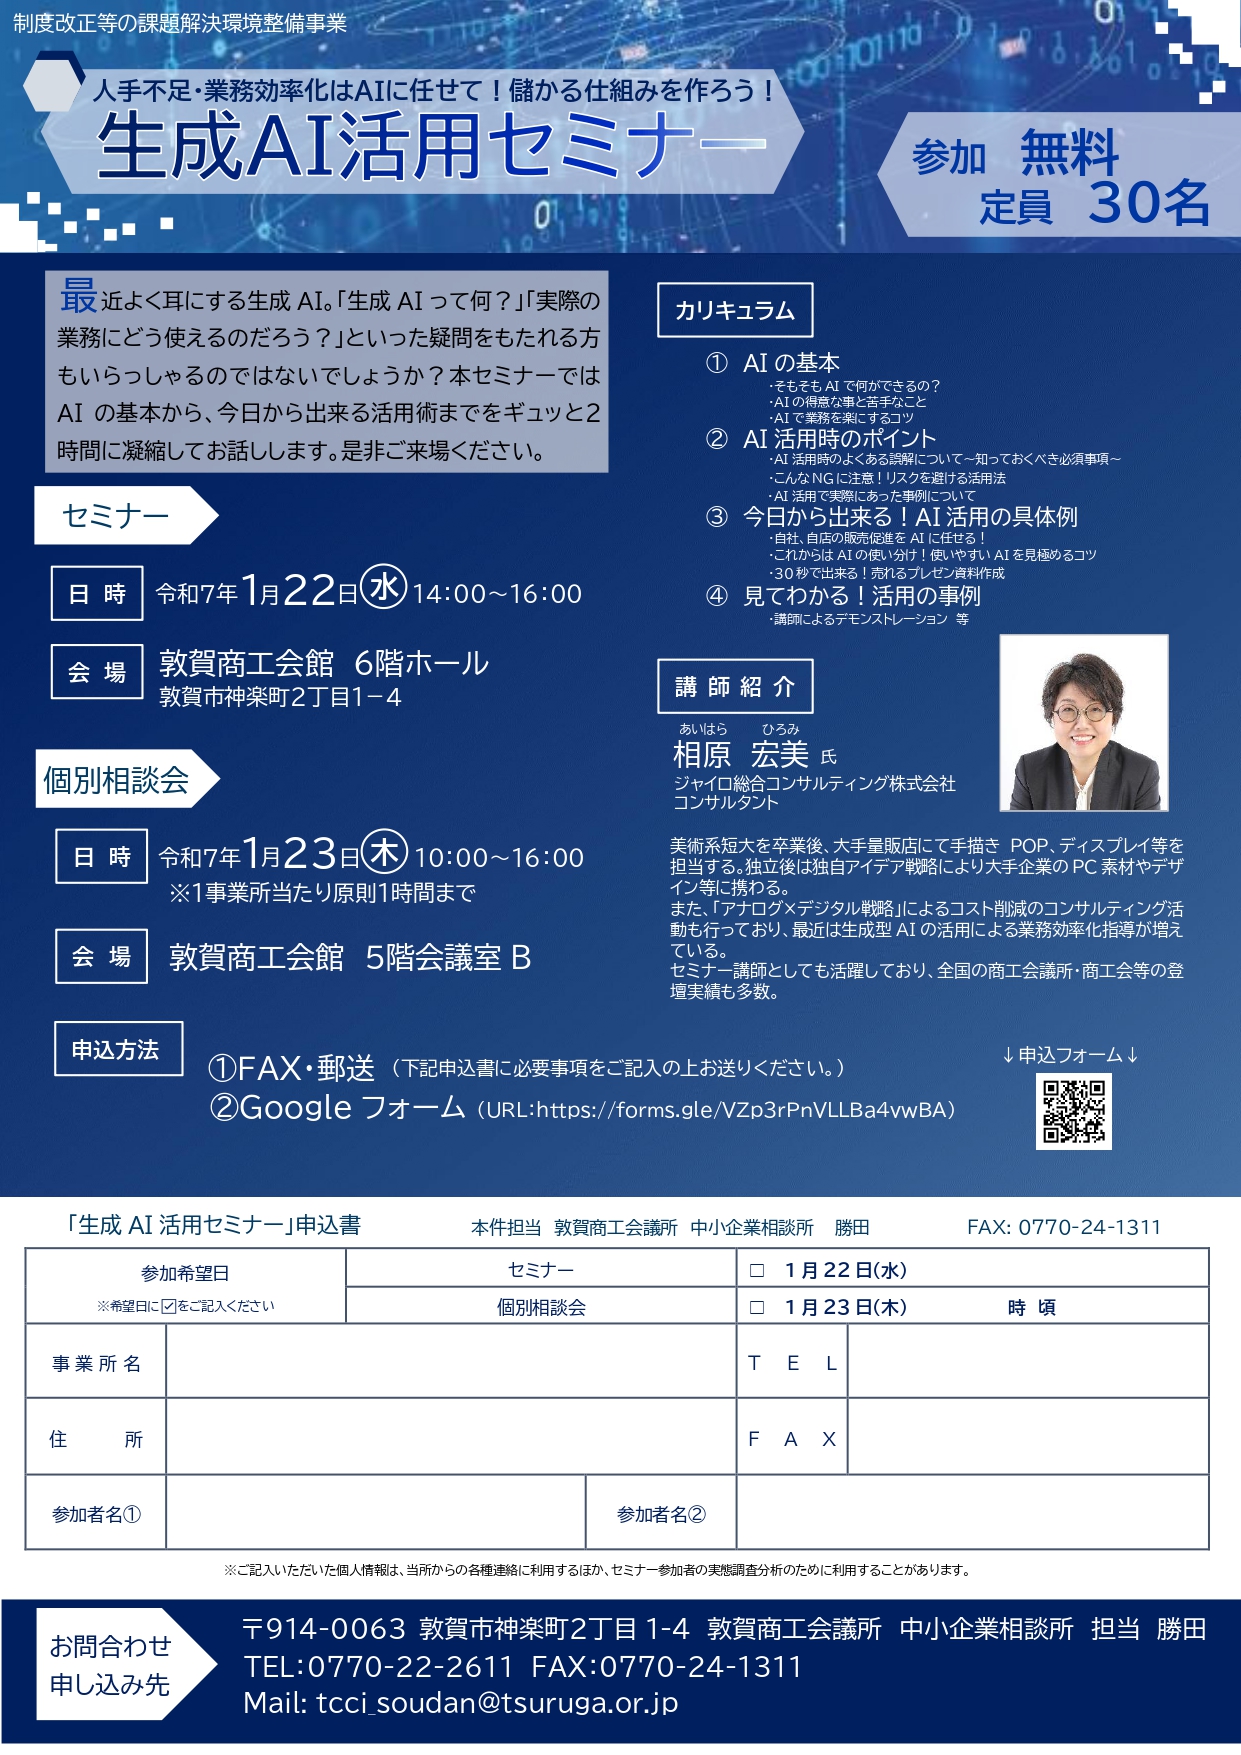 制度改正等の課題解決環境整備事業
人手不足・業務効率化はAIに任せて！儲かる仕組みを作ろう！
生成AI活用セミナー
参加　無料
定員　30名
最近よく耳にする生成 AI。「生成 AI って何？」「実際の
業務にどう使えるのだろう？」といった疑問をもたれる方
もいらっしゃるのではないでしょうか？本セミナーでは
AI の基本から、今日から出来る活用術までをギュッと2
時間に凝縮してお話しします。是非ご来場ください。
セミナー
日 時　令和7年1月22日㊌14：00～16：00
会 場　敦賀商工会館　6階ホール
敦賀市神楽町2丁目1－4
個別相談会
日 時　令和7年1月23日㊍10：00～16：00
※1事業所当たり原則1時間まで
会 場　敦賀商工会館　5階会議室 B
カリキュラム
① AI の基本
・そもそも AI で何ができるの？
・AI の得意な事と苦手なこと
・AI で業務を楽にするコツ
② AI 活用時のポイント
・AI 活用時のよくある誤解について～知っておくべき必須事項～
・こんな NG に注意！リスクを避ける活用法
・AI 活用で実際にあった事例について
③ 今日から出来る！AI 活用の具体例
・自社、自店の販売促進を AI に任せる！
・これからは AI の使い分け！使いやすい AI を見極めるコツ
・30 秒で出来る！売れるプレゼン資料作成
④ 見てわかる！活用の事例
・講師によるデモンストレーション　等
講 師 紹 介
あいはら　ひろみ
相原　宏美 氏
ジャイロ総合コンサルティング株式会社
コンサルタント
美術系短大を卒業後、大手量販店にて手描き　POP、ディスプレイ等を
担当する。独立後は独自アイデア戦略により大手企業の PC 素材やデザ
イン等に携わる。
また、「アナログ×デジタル戦略」によるコスト削減のコンサルティング活
動も行っており、最近は生成型 AI の活用による業務効率化指導が増え
ている。
セミナー講師としても活躍しており、全国の商工会議所・商工会等の登
壇実績も多数。
申込方法
①FAX・郵送　（下記申込書に必要事項をご記入の上お送りください。）
②Google フォーム（URL:https://forms.gle/VZp3rPnVLLBa4vwBA）
↓申込フォーム↓
「生成 AI 活用セミナー」申込書　本件担当　敦賀商工会議所　中小企業相談所　勝田　FAX: 0770-24-1311
参加希望日
※希望日に☑をご記入ください
セミナー　□　1 月 22 日(水)
個別相談会　□　1 月 23 日(木)　時 頃
事 業 所 名　T E L
住 所　F A X
参加者名①　参加者名②
※ご記入いただいた個人情報は、当所からの各種連絡に利用するほか、セミナー参加者の実態調査分析のために利用することがあります。
お問合わせ
申し込み先
〒914-0063 敦賀市神楽町2丁目 1-4　敦賀商工会議所　中小企業相談所　担当　勝田
TEL：0770-22-2611 FAX：0770-24-1311
Mail: tcci_soudan@tsuruga.or.jp